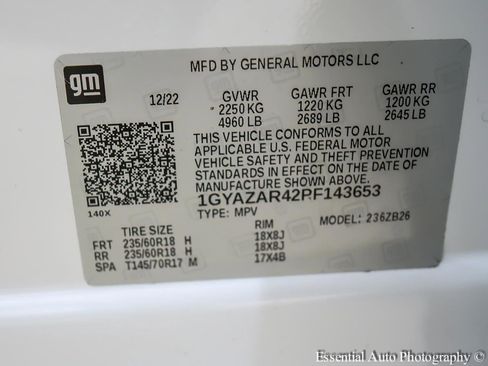 gm
MFD BY GENERAL MOTORS LLC
12/22 GVWR GAWR FRT GAWR RR
2250 KG 1220 KG 1200 KG
4960 LB 2689 LB 2645 LB
THIS VEHICLE CONFORMS TO ALL
APPLICABLE U.S. FEDERAL MOTOR
VEHICLE SAFETY AND THEFT PREVENTION
STANDARDS IN EFFECT ON THE DATE OF
MANUFACTURE SHOWN ABOVE.
1GYAZAR42PF143653
140X TYPE: MPV MODEL: 236ZB26
TIRE SIZE RIM
FRT 235/60R18 H 18X8J
RR 235/60R18 H 18X8J
SPA T145/70R17 M 17X4B
Essential Auto Photography ©